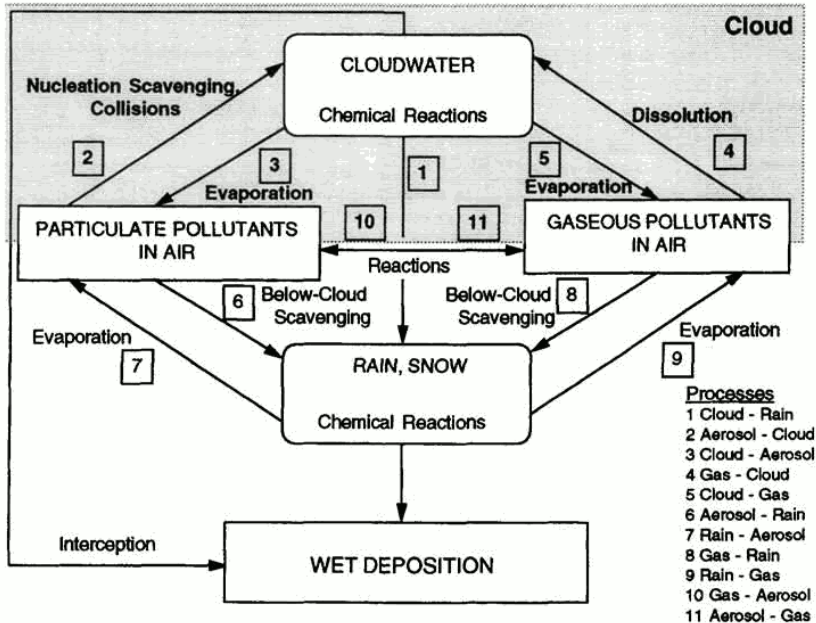 Cloud
CLOUDWATER
Chemical Reactions
Nucleation Scavenging,
Collisions
Dissolution
2
3
1
5
4
Evaporation
Evaporation
PARTICULATE POLLUTANTS
IN AIR
10
11
GASEOUS POLLUTANTS
IN AIR
Reactions
6
Below-Cloud
Scavenging
Below-Cloud
Scavenging
8
Evaporation
7
Evaporation
9
RAIN, SNOW
Chemical Reactions
Processes
1 Cloud - Rain
2 Aerosol - Cloud
3 Cloud - Aerosol
4 Gas - Cloud
5 Cloud - Gas
6 Aerosol - Rain
7 Rain - Aerosol
8 Gas - Rain
9 Rain - Gas
10 Gas - Aerosol
11 Aerosol - Gas
Interception
WET DEPOSITION